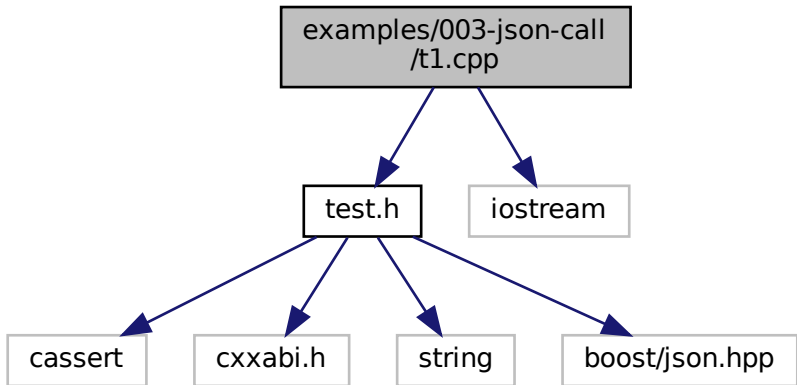 examples/003-json-call
/t1.cpp
test.h
iostream
cassert
cxxabi.h
string
boost/json.hpp